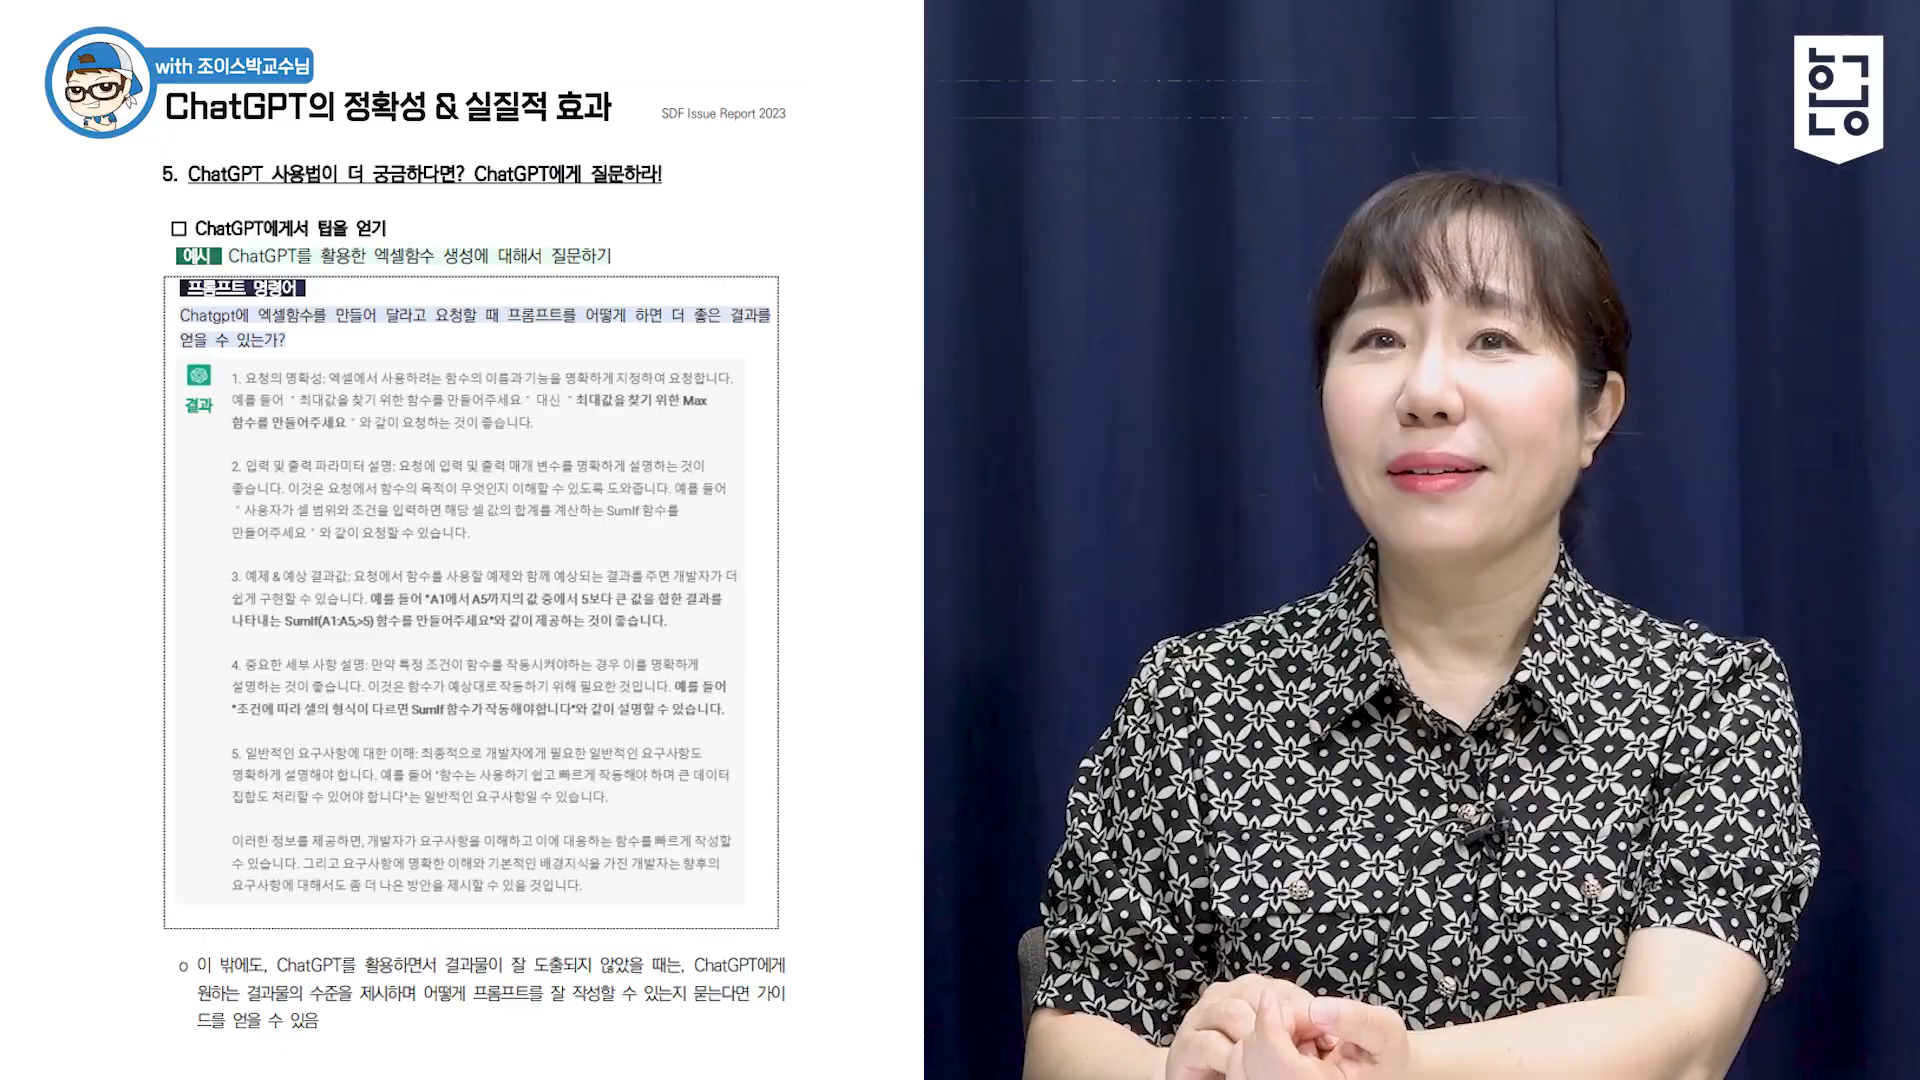 with 조이스박교수님
ChatGPT의 정확성 & 실질적 효과
SDF Issue Report 2023
5. ChatGPT 사용법이 더 궁금하다면? ChatGPT에게 질문하라!
□ ChatGPT에게서 팁을 얻기
예시 ChatGPT를 활용한 엑셀함수 생성에 대해서 질문하기
프롬프트 명령어
Chatgpt에 엑셀함수를 만들어 달라고 요청할 때 프롬프트를 어떻게 하면 더 좋은 결과를
얻을 수 있는가?
결과
1. 요청의 명확성: 엑셀에서 사용하려는 함수의 이름과 기능을 명확하게 지정하여 요청합니다.
예를 들어 " 최대값을 찾기 위한 함수를 만들어주세요 " 대신 " 최대값을 찾기 위한 Max
함수를 만들어주세요 " 와 같이 요청하는 것이 좋습니다.
2. 입력 및 출력 파라미터 설명: 요청에 입력 및 출력 매개 변수를 명확하게 설명하는 것이
좋습니다. 이것은 요청에서 함수의 목적이 무엇인지 이해할 수 있도록 도와줍니다. 예를 들어
" 사용자가 셀 범위와 조건을 입력하면 해당 셀 값의 합계를 계산하는 SumIf 함수를
만들어주세요 " 와 같이 요청할 수 있습니다.
3. 예제 & 예상 결과값: 요청에서 함수를 사용할 예제와 함께 예상되는 결과를 주면 개발자가 더
쉽게 구현할 수 있습니다. 예를 들어 "A1에서 A5까지의 값 중에서 5보다 큰 값을 합한 결과를
나타내는 SumIf(A1:A5,>5) 함수를 만들어주세요"와 같이 제공하는 것이 좋습니다.
4. 중요한 세부 사항 설명: 만약 특정 조건이 함수를 작동시켜야하는 경우 이를 명확하게
설명하는 것이 좋습니다. 이것은 함수가 예상대로 작동하기 위해 필요한 것입니다. 예를 들어
"조건에 따라 셀의 형식이 다르면 SumIf 함수가 작동해야합니다"와 같이 설명할 수 있습니다.
5. 일반적인 요구사항에 대한 이해: 최종적으로 개발자에게 필요한 일반적인 요구사항도
명확하게 설명해야 합니다. 예를 들어 "함수는 사용하기 쉽고 빠르게 작동해야 하며 큰 데이터
집합도 처리할 수 있어야 합니다"는 일반적인 요구사항일 수 있습니다.
이러한 정보를 제공하면, 개발자가 요구사항을 이해하고 이에 대응하는 함수를 빠르게 작성할
수 있습니다. 그리고 요구사항에 명확한 이해와 기본적인 배경지식을 가진 개발자는 향후의
요구사항에 대해서도 좀 더 나은 방안을 제시할 수 있을 것입니다.
o 이 밖에도, ChatGPT를 활용하면서 결과물이 잘 도출되지 않았을 때는, ChatGPT에게
원하는 결과물의 수준을 제시하며 어떻게 프롬프트를 잘 작성할 수 있는지 묻는다면 가이
드를 얻을 수 있음